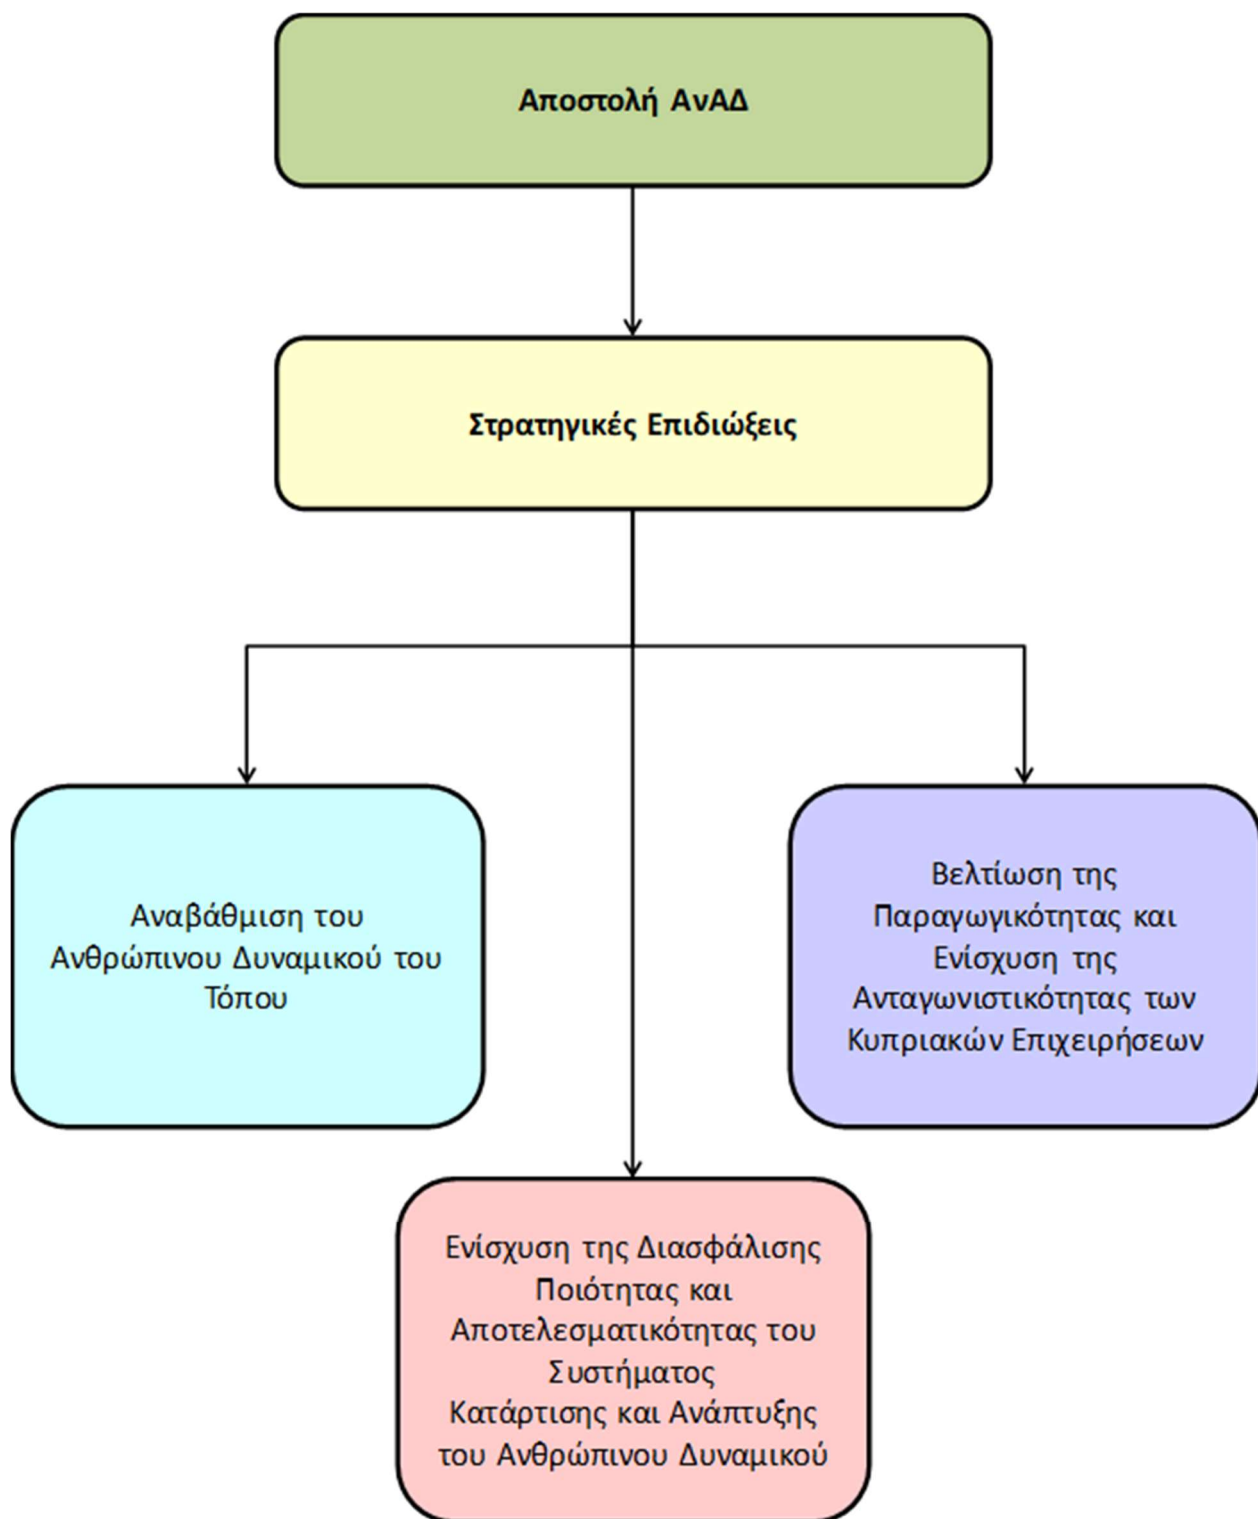 Αποστολή ΑνΑΔ
Στρατηγικές Επιδιώξεις
Αναβάθμιση του
Ανθρώπινου Δυναμικού του
Τόπου
Βελτίωση της
Παραγωγικότητας και
Ενίσχυση της
Ανταγωνιστικότητας των
Κυπριακών Επιχειρήσεων
Ενίσχυση της Διασφάλισης
Ποιότητας και
Αποτελεσματικότητας του
Συστήματος
Κατάρτισης και Ανάπτυξης
του Ανθρώπινου Δυναμικού